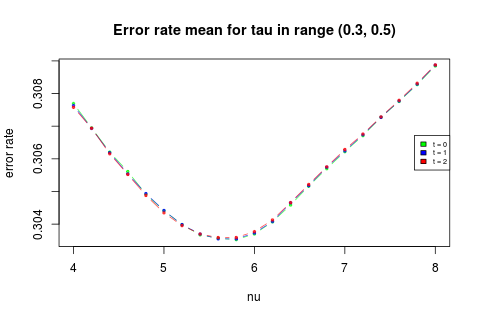 Error rate mean for tau in range (0.3, 0.5)
error rate
0.308
0.306
0.304
t = 0
t = 1
t = 2
4
5
6
7
8
nu